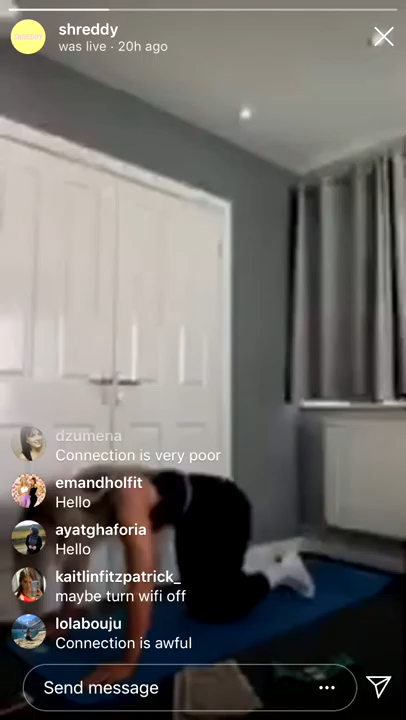 shreddy
was live · 20h ago
dzumena
Connection is very poor
emandholfit
Hello
ayatghaforia
Hello
kaitlinfitzpatrick_
maybe turn wifi off
lolabouju
Connection is awful
Send message